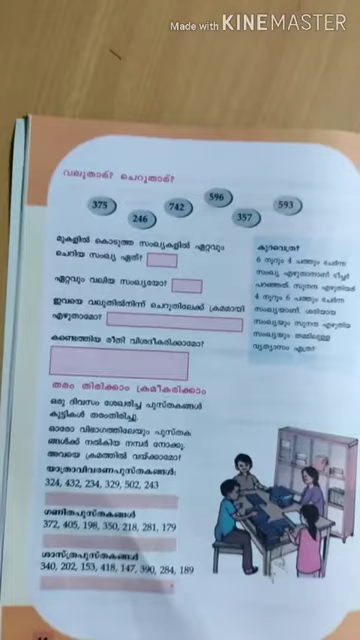 Made with KINEMASTER
വലുതാര്? ചെറുതാര്?
375
246
742
596
357
593
മുകളിൽ കൊടുത്ത സംഖ്യകളിൽ ഏറ്റവും
ചെറിയ സംഖ്യ ഏത്?
ഏറ്റവും വലിയ സംഖ്യയോ?
ഇവയെ വലുതിൽനിന്ന് ചെറുതിലേക്ക് ക്രമമായി
എഴുതാമോ?
കണ്ടെത്തിയ രീതി വിശദീകരിക്കാമോ?
കുറവെത്ര?
6 നൂറും 4 പത്തും ചേർന്ന
സംഖ്യ എഴുതാനാണ് ടീച്ചർ
പറഞ്ഞത്. സുനന്ദ എഴുതിയത്
4 നൂറും 6 പത്തും ചേർന്ന
സംഖ്യയാണ്. ശരിയായ
സംഖ്യയും സുനന്ദ എഴുതിയ
സംഖ്യയും തമ്മിലുള്ള
വ്യത്യാസം എത്ര?
തരം തിരിക്കാം ക്രമീകരിക്കാം
ഒരു ദിവസം ശേഖരിച്ച പുസ്തകങ്ങൾ
കുട്ടികൾ തരംതിരിച്ചു.
ഓരോ വിഭാഗത്തിലേയും പുസ്തക
ങ്ങൾക്ക് നൽകിയ നമ്പർ നോക്കൂ.
അവയെ ക്രമത്തിൽ വയ്ക്കാമോ?
യാത്രാവിവരണപുസ്തകങ്ങൾ:
324, 432, 234, 329, 502, 243
ഗണിതപുസ്തകങ്ങൾ
372, 405, 198, 350, 218, 281, 179
ശാസ്ത്രപുസ്തകങ്ങൾ
340, 202, 153, 418, 147, 390, 284, 189